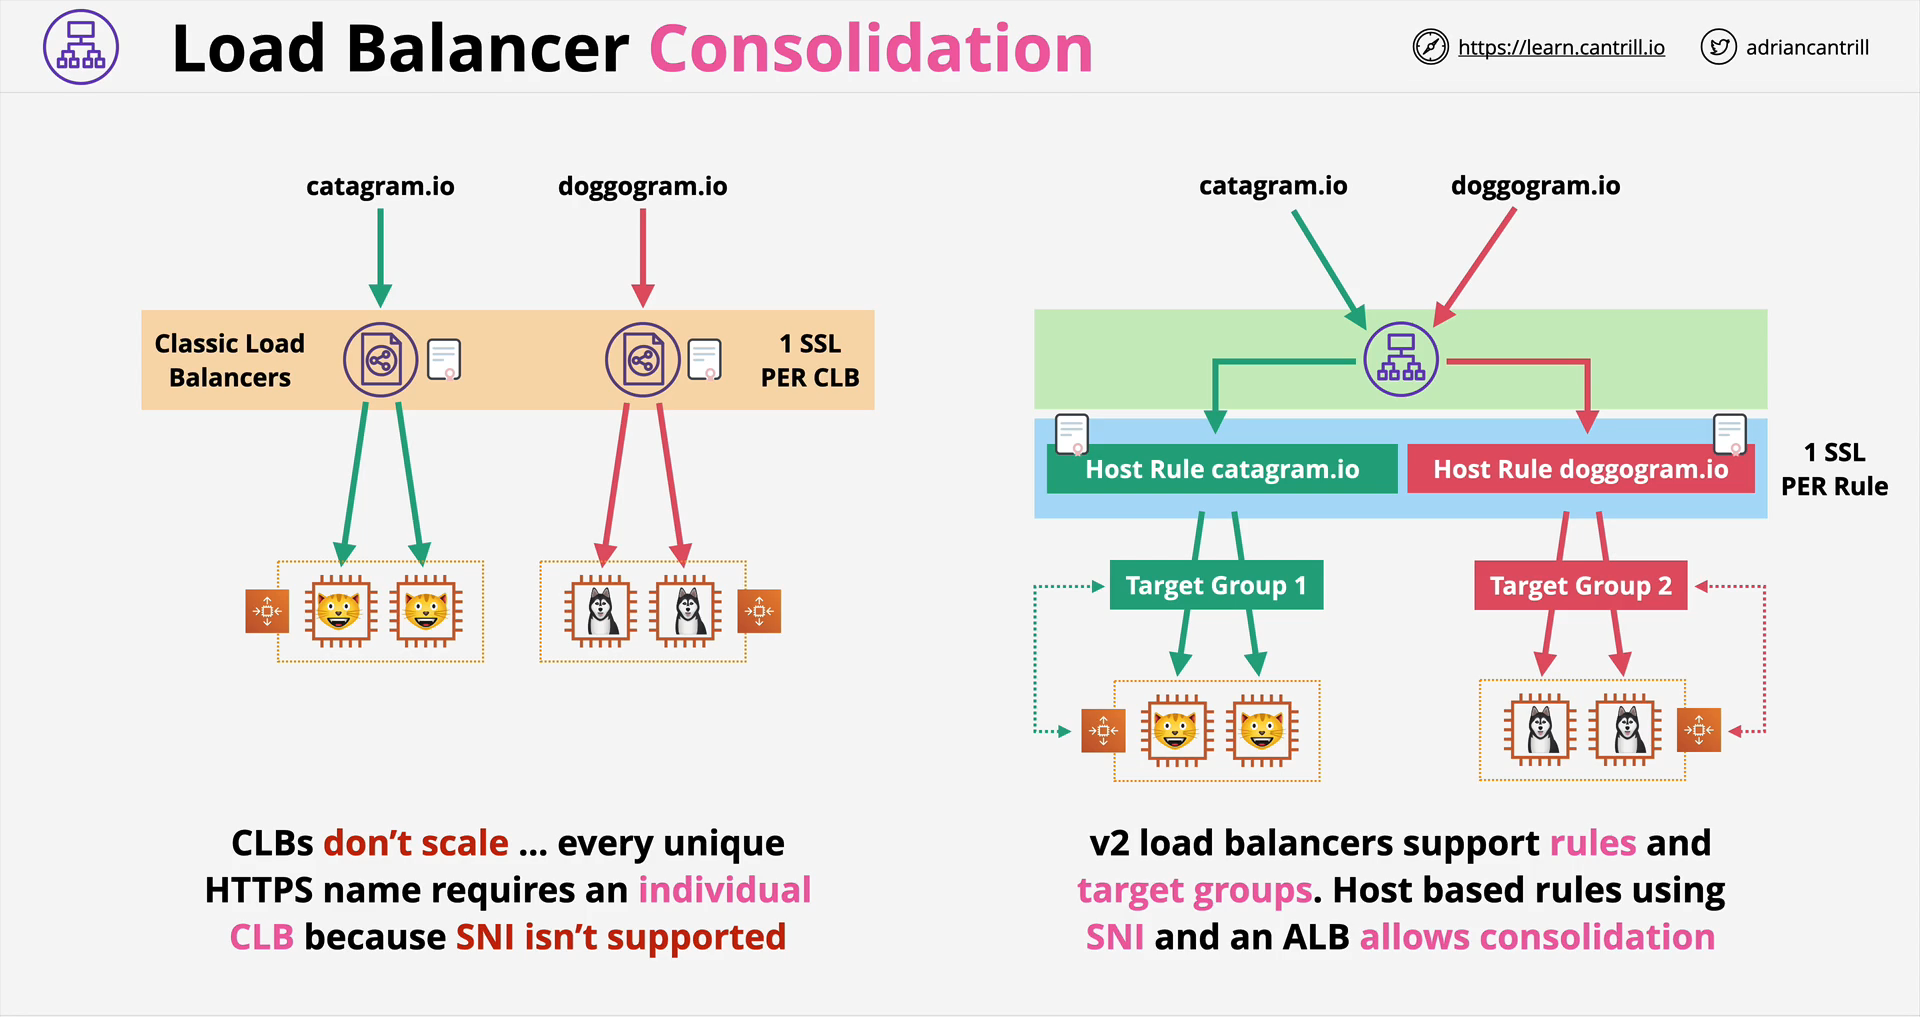 Load Balancer Consolidation
https://learn.cantrill.io
adriancantrill
catagram.io
doggogram.io
Classic Load
Balancers
1 SSL
PER CLB
CLBs don’t scale ... every unique
HTTPS name requires an individual
CLB because SNI isn’t supported
catagram.io
doggogram.io
Host Rule catagram.io
Host Rule doggogram.io
1 SSL
PER Rule
Target Group 1
Target Group 2
v2 load balancers support rules and
target groups. Host based rules using
SNI and an ALB allows consolidation